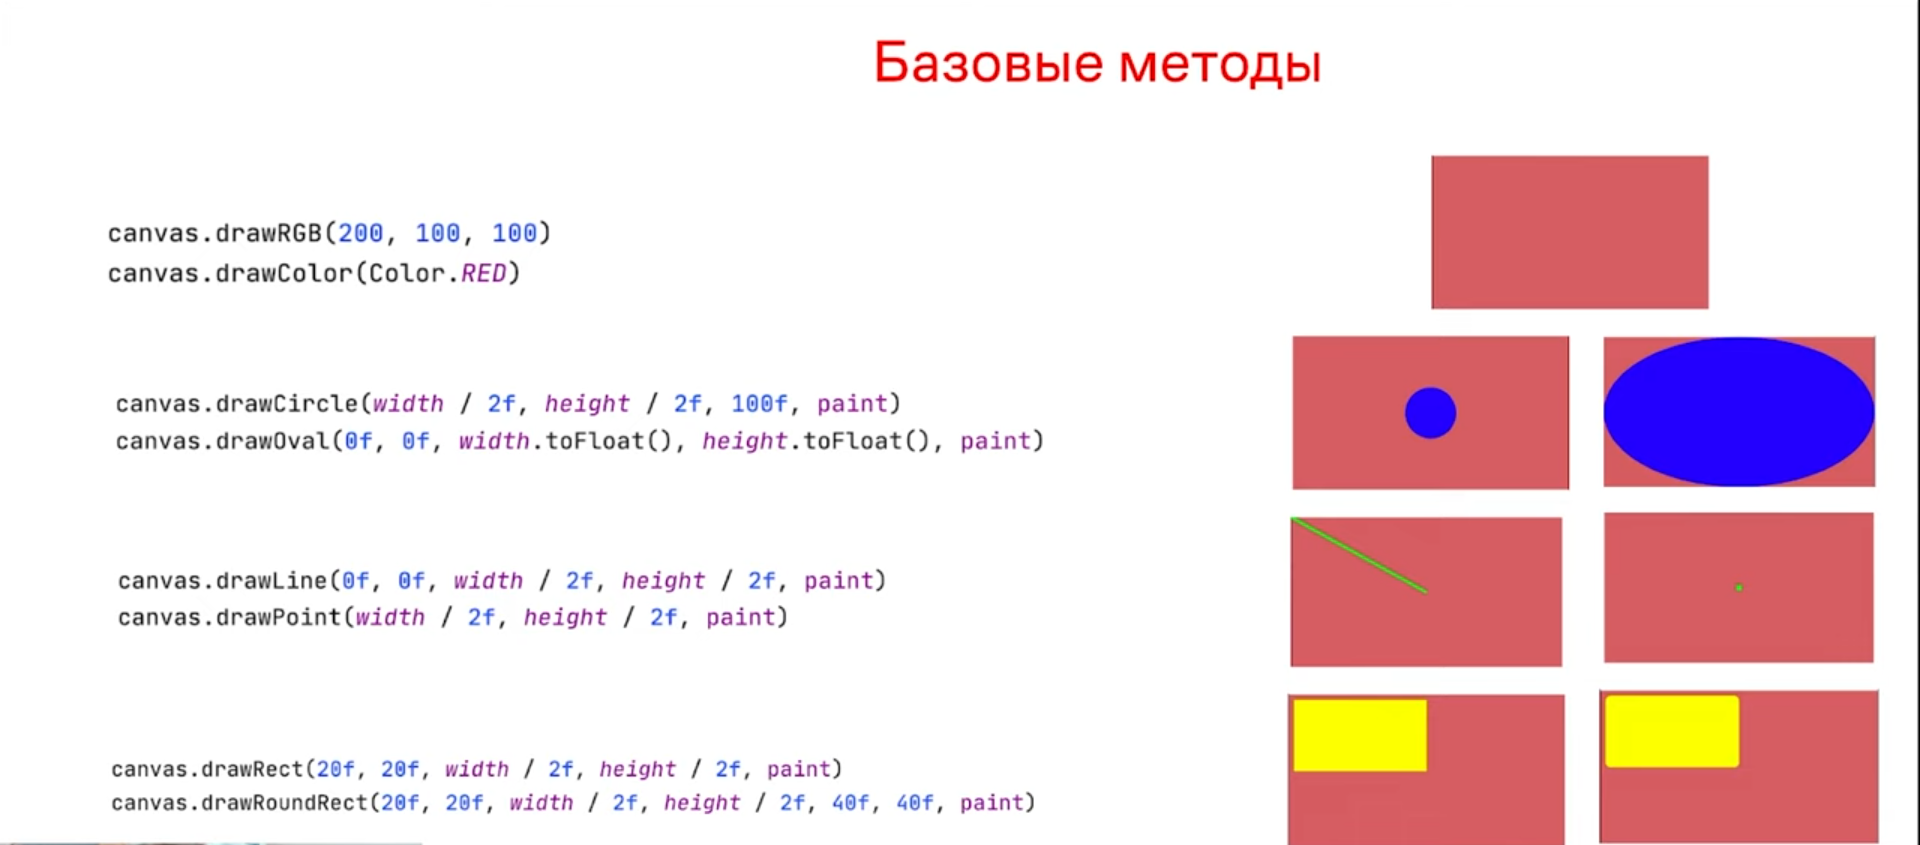 Базовые методы
canvas.drawRGB(200, 100, 100)
canvas.drawColor(Color.RED)
canvas.drawCircle(width / 2f, height / 2f, 100f, paint)
canvas.drawOval(0f, 0f, width.toFloat(), height.toFloat(), paint)
canvas.drawLine(0f, 0f, width / 2f, height / 2f, paint)
canvas.drawPoint(width / 2f, height / 2f, paint)
canvas.drawRect(20f, 20f, width / 2f, height / 2f, paint)
canvas.drawRoundRect(20f, 20f, width / 2f, height / 2f, 40f, 40f, paint)